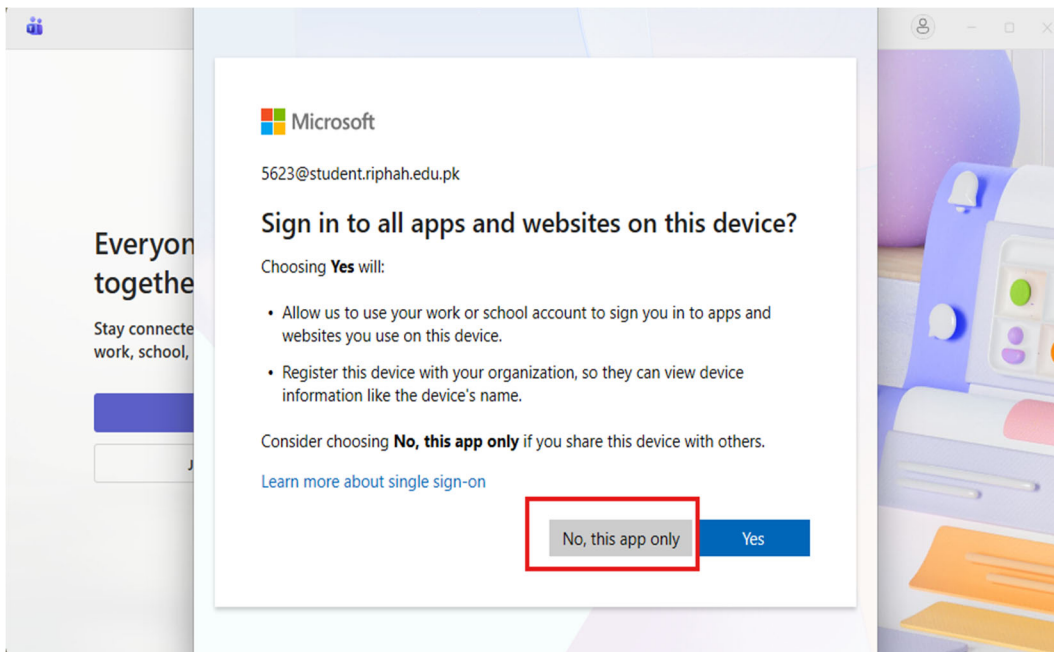 Microsoft
5623@student.riphah.edu.pk
Sign in to all apps and websites on this device?
Choosing Yes will:
• Allow us to use your work or school account to sign you in to apps and
websites you use on this device.
• Register this device with your organization, so they can view device
information like the device's name.
Consider choosing No, this app only if you share this device with others.
Learn more about single sign-on
No, this app only
Yes
Everyon
togethe
Stay connecte
work, school,
J